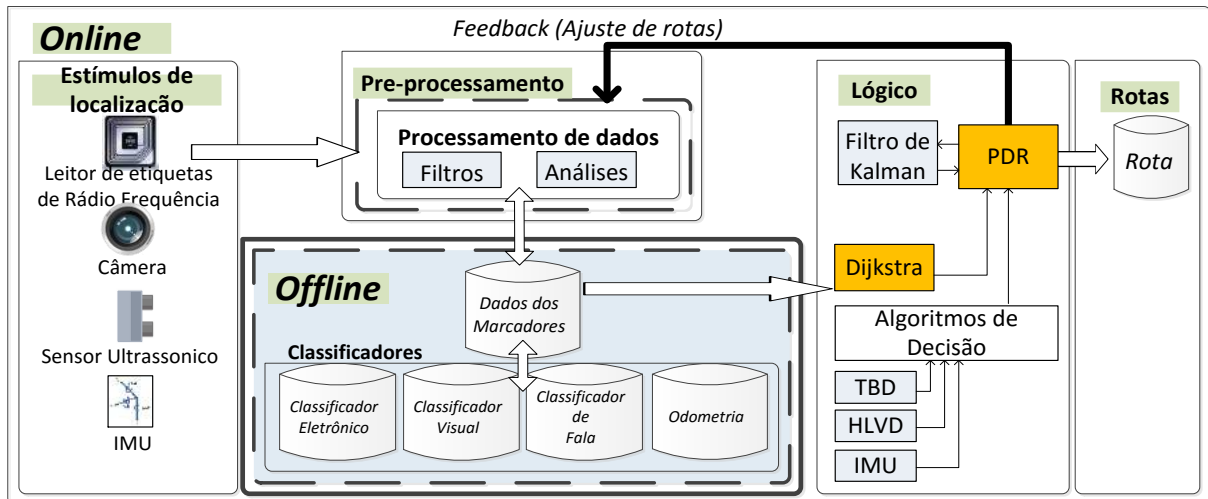 Online
Feedback (Ajuste de rotas)
Estímulos de
localização
Leitor de etiquetas
de Rádio Frequência
Câmera
Sensor Ultrassonico
IMU
Pre-processamento
Processamento de dados
Filtros
Análises
Offline
Dados dos
Marcadores
Classificadores
Classificador
Eletrônico
Classificador
Visual
Classificador
de
Fala
Odometria
Lógico
Filtro de
Kalman
PDR
Dijkstra
Algoritmos de
Decisão
TBD
HLVD
IMU
Rotas
Rota